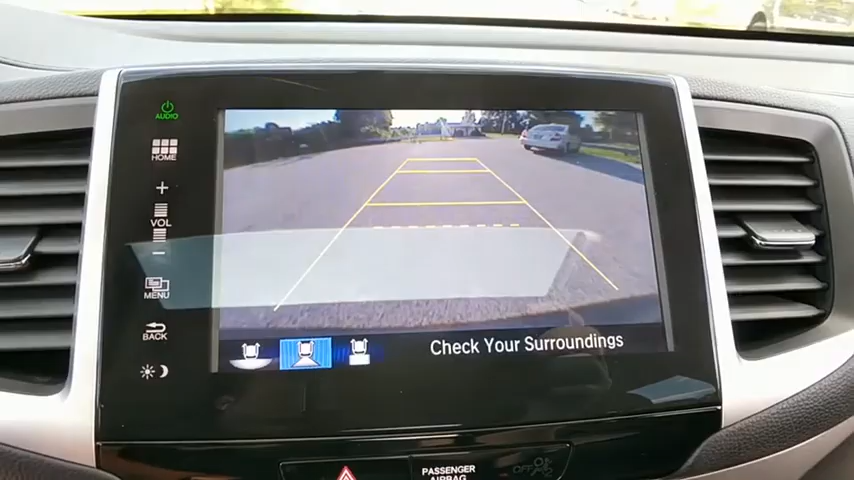 AUDIO
HOME
+
VOL
−
MENU
BACK
Check Your Surroundings
PASSENGER
AIRBAG
OFF